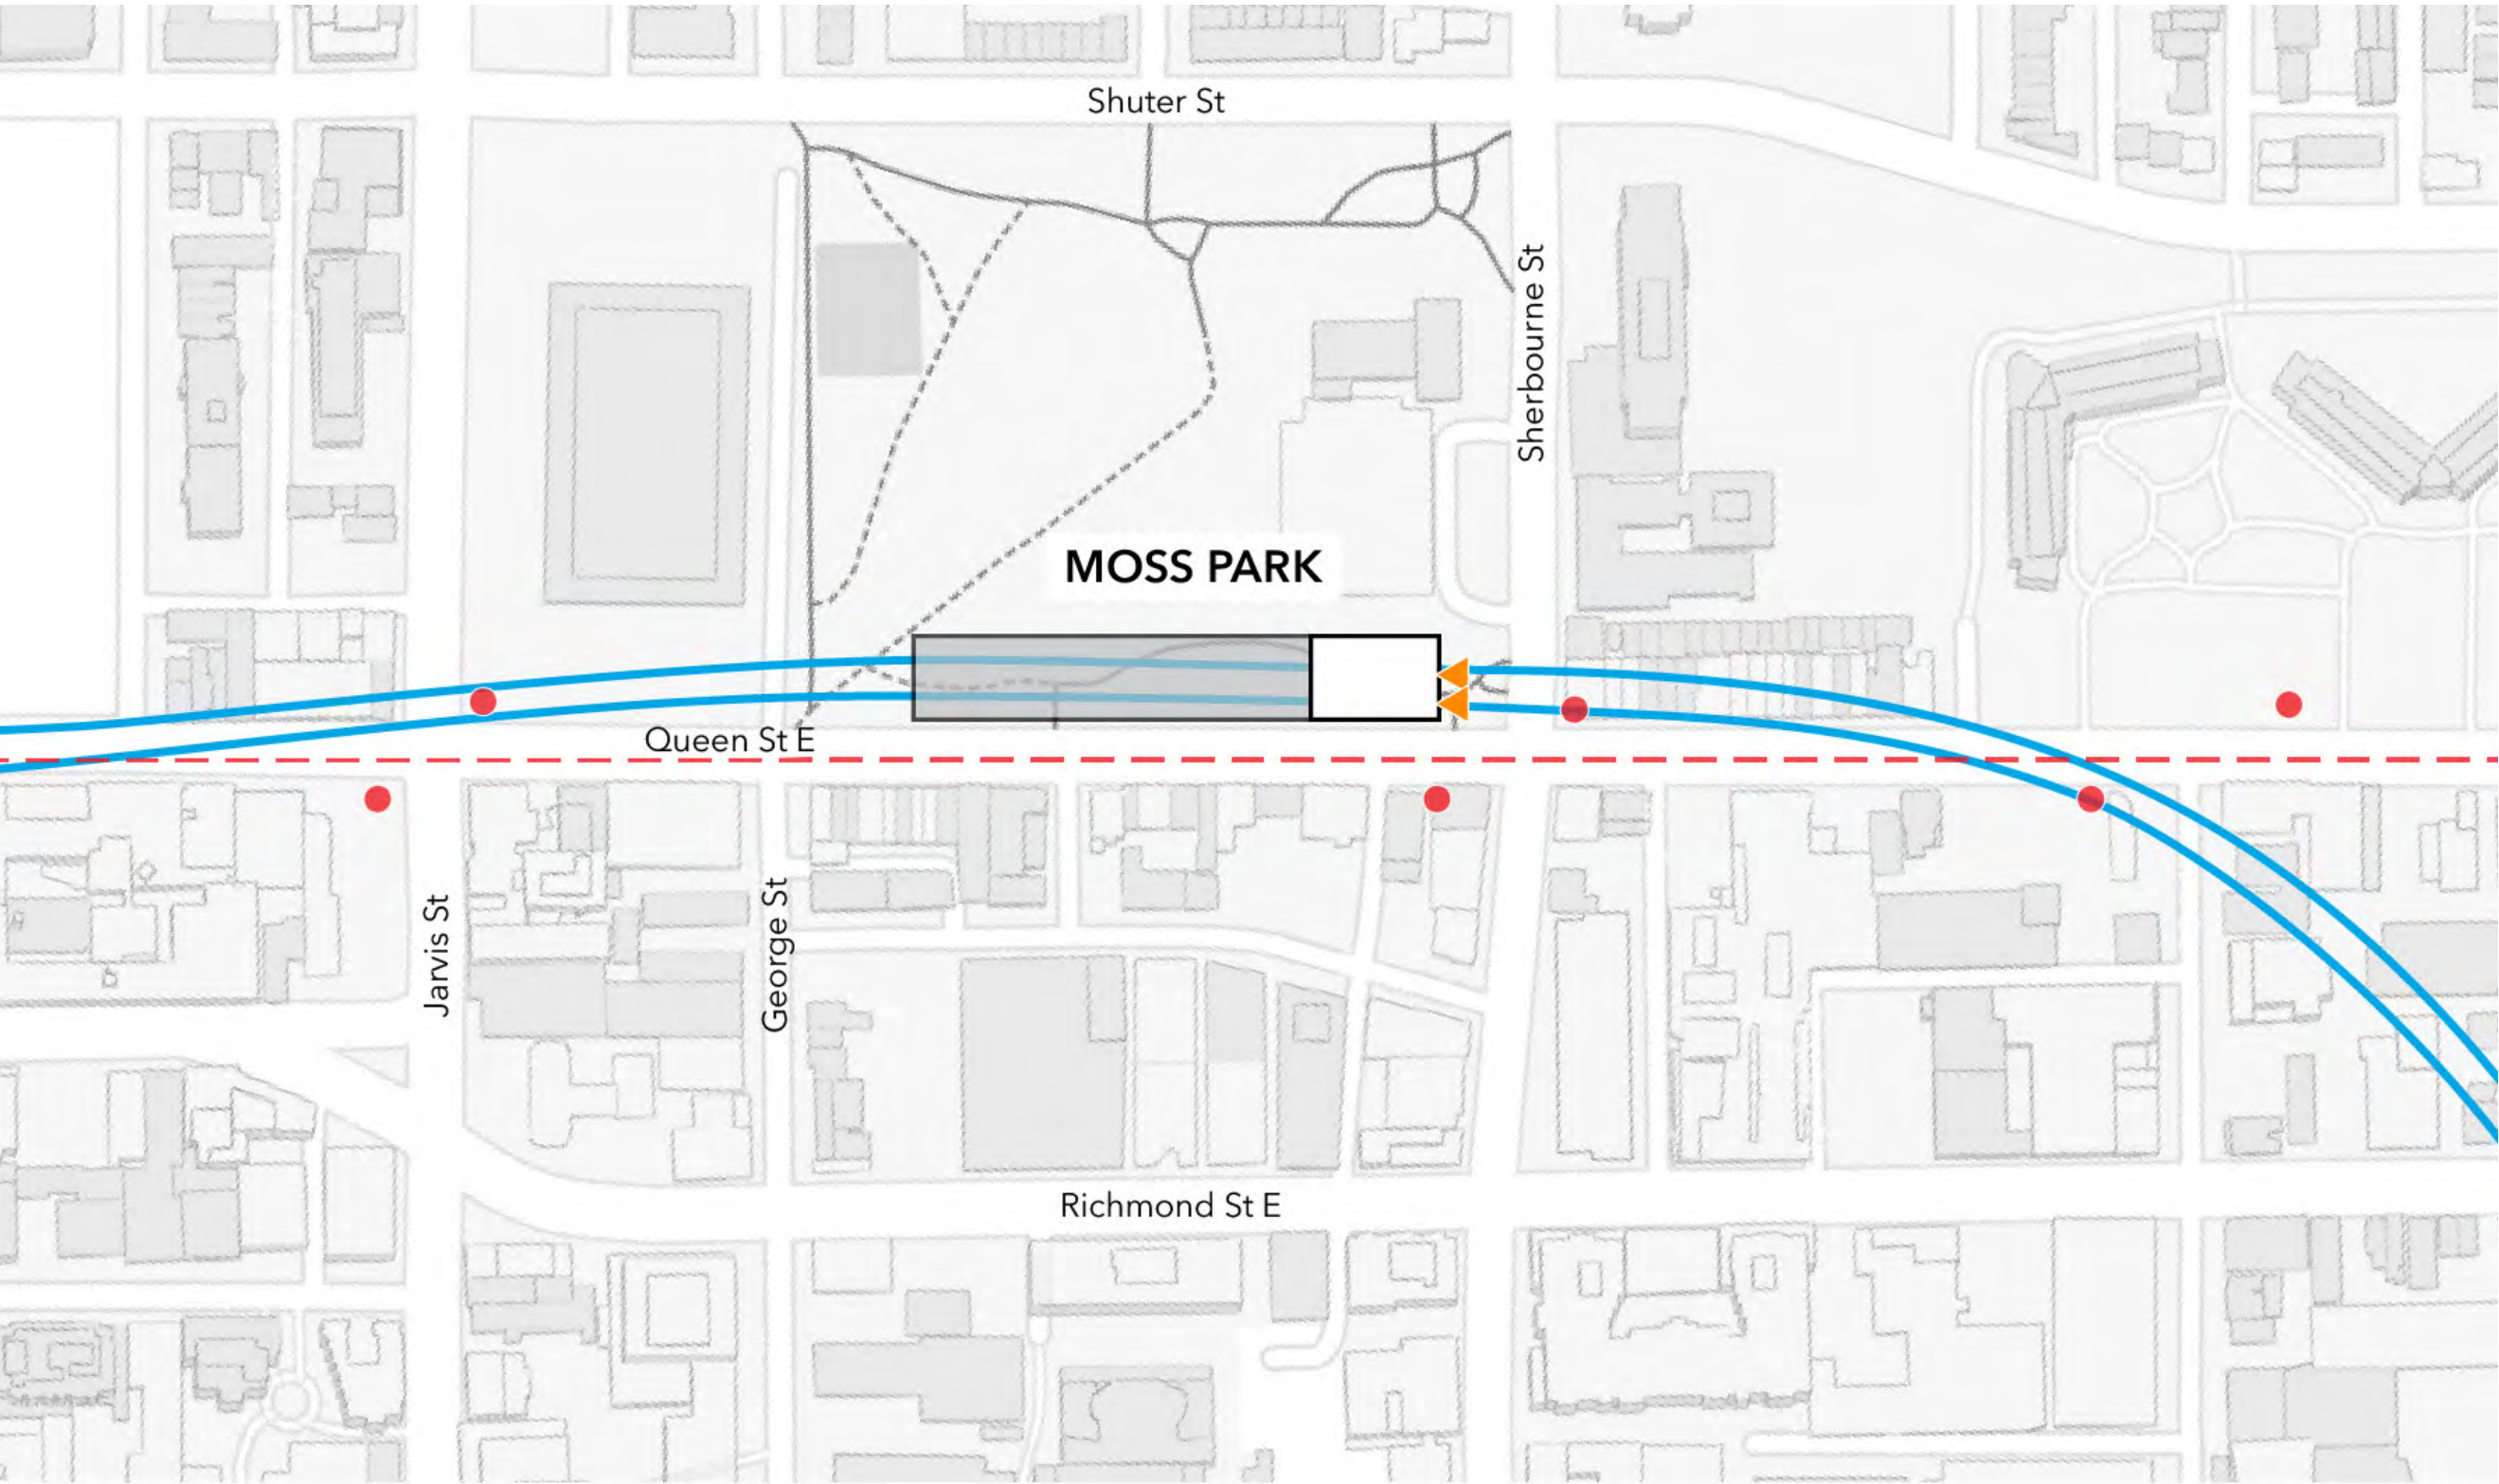 Shuter St
Sherbourne St
MOSS PARK
Queen St E
Jarvis St
George St
Richmond St E